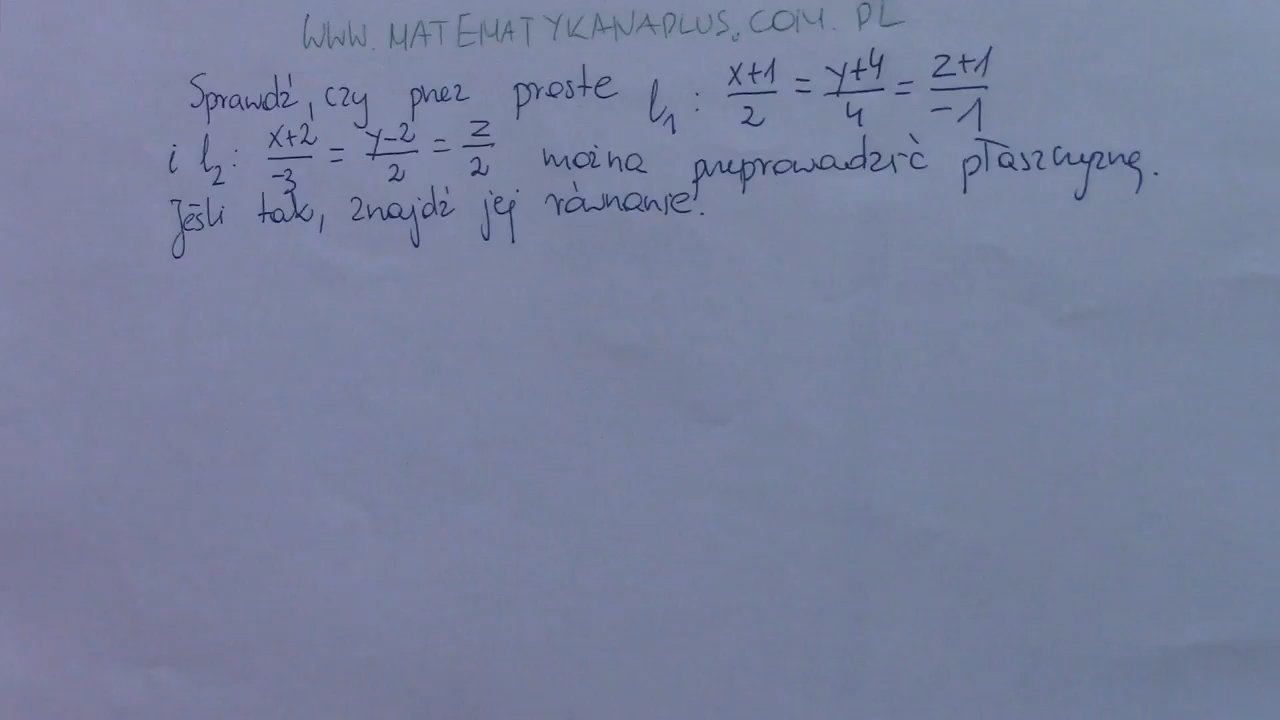 WWW.MATEMATYKANAPLUS.COM.PL
Sprawdź, czy przez proste l₁: (x+1)/2 = (y+4)/4 = (z+1)/-1
i l₂: (x+2)/-3 = (y-2)/2 = z/2 można przeprowadzić płaszczyznę.
Jeśli tak, znajdź jej równanie.